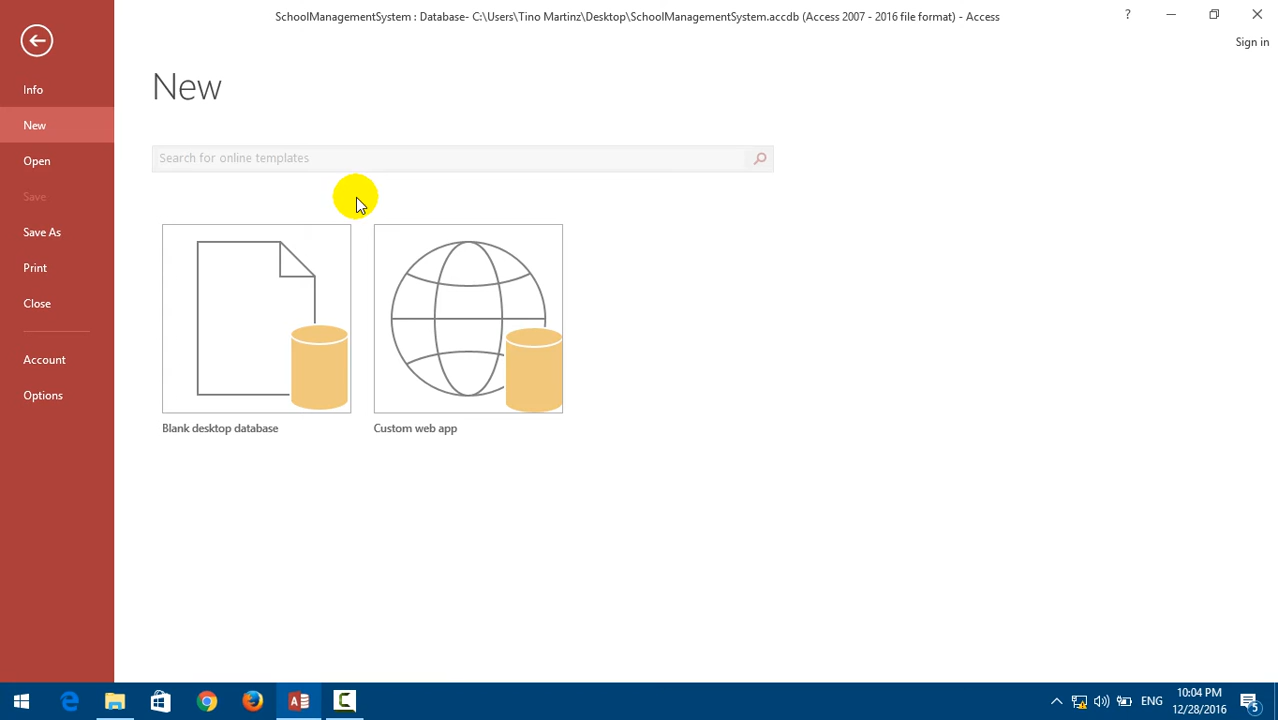 SchoolManagementSystem : Database- C:\Users\Tino Martinz\Desktop\SchoolManagementSystem.accdb (Access 2007 - 2016 file format) - Access
?
Sign in
Info
New
Open
Save
Save As
Print
Close
Account
Options
New
Search for online templates
Blank desktop database
Custom web app
ENG
10:04 PM
12/28/2016
5